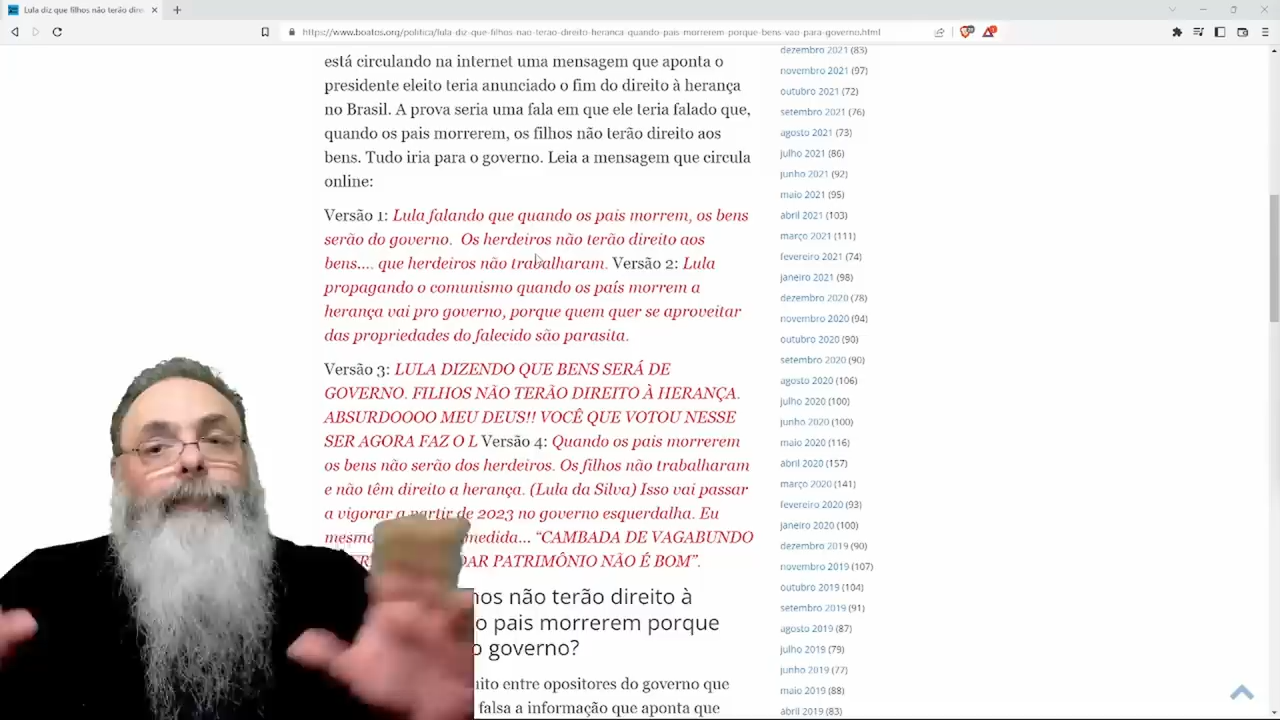 Lula diz que filhos não terão dire
https://www.boatos.org/politica/lula-diz-que-filhos-nao-terao-direito-heranca-quando-pais-morrerem-porque-bens-vao-para-governo.html
está circulando na internet uma mensagem que aponta o
presidente eleito teria anunciado o fim do direito à herança
no Brasil. A prova seria uma fala em que ele teria falado que,
quando os pais morrerem, os filhos não terão direito aos
bens. Tudo iria para o governo. Leia a mensagem que circula
online:
Versão 1: Lula falando que quando os pais morrem, os bens
serão do governo. Os herdeiros não terão direito aos
bens…. que herdeiros não trabalharam. Versão 2: Lula
propagando o comunismo quando os país morrem a
herança vai pro governo, porque quem quer se aproveitar
das propriedades do falecido são parasita.
Versão 3: LULA DIZENDO QUE BENS SERÁ DE
GOVERNO. FILHOS NÃO TERÃO DIREITO À HERANÇA.
ABSURDOOOO MEU DEUS!! VOCÊ QUE VOTOU NESSE
SER AGORA FAZ O L Versão 4: Quando os pais morrerem
os bens não serão dos herdeiros. Os filhos não trabalharam
e não têm direito a herança. (Lula da Silva) Isso vai passar
a vigorar a partir de 2023 no governo esquerdalha. Eu
medida… “CAMBADA DE VAGABUNDO
PATRIMÔNIO NÃO É BOM”.
não terão direito à
pais morrerem porque
governo?
entre opositores do governo que
falsa a informação que aponta que
dezembro 2021 (83)
novembro 2021 (97)
outubro 2021 (72)
setembro 2021 (76)
agosto 2021 (73)
julho 2021 (86)
junho 2021 (92)
maio 2021 (95)
abril 2021 (103)
março 2021 (111)
fevereiro 2021 (74)
janeiro 2021 (98)
dezembro 2020 (78)
novembro 2020 (94)
outubro 2020 (90)
setembro 2020 (90)
agosto 2020 (106)
julho 2020 (100)
junho 2020 (100)
maio 2020 (116)
abril 2020 (157)
março 2020 (141)
fevereiro 2020 (93)
janeiro 2020 (100)
dezembro 2019 (90)
novembro 2019 (107)
outubro 2019 (104)
setembro 2019 (91)
agosto 2019 (87)
julho 2019 (79)
junho 2019 (77)
maio 2019 (88)
abril 2019 (83)